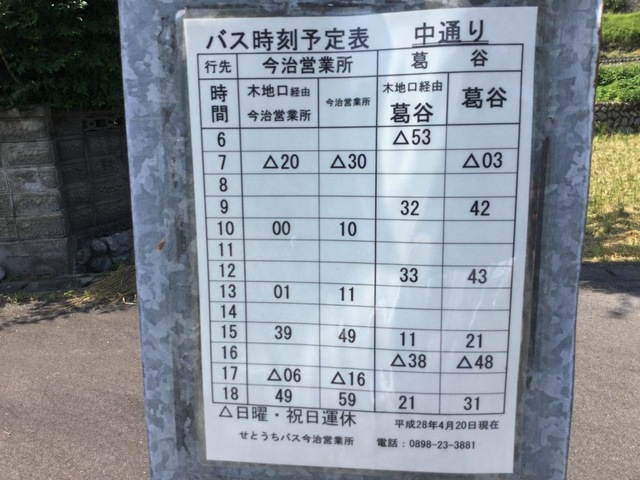 バス時刻予定表 中通り
行先 今治営業所 葛谷
時間 木地口経由 今治営業所 今治営業所 木地口経由 葛谷 葛谷
6 △53
7 △20 △30 △03
8
9 32 42
10 00 10
11
12 33 43
13 01 11
14
15 39 49 11 21
16 △38 △48
17 △06 △16
18 49 59 21 31
△日曜・祝日運休 平成28年4月20日現在
せとうちバス今治営業所 電話:0898-23-3881